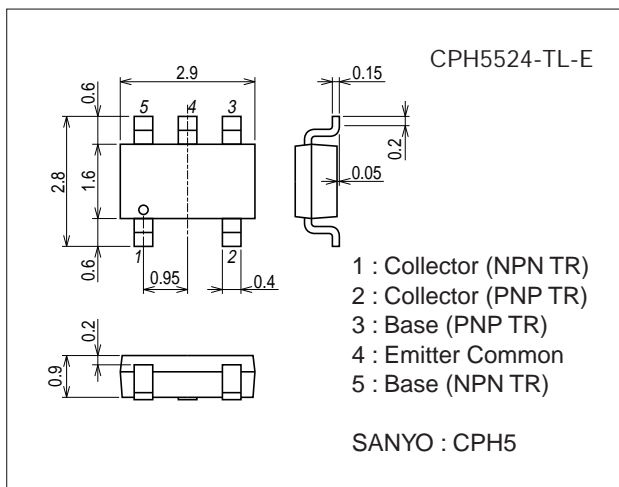 CPH5524-TL-E
2.9
0.15
0.6
5 4 3
0.2
2.8
1.6
0.05
0.6
1 2
0.95
0.4
1 : Collector (NPN TR)
2 : Collector (PNP TR)
3 : Base (PNP TR)
4 : Emitter Common
5 : Base (NPN TR)
0.2
0.9
SANYO : CPH5